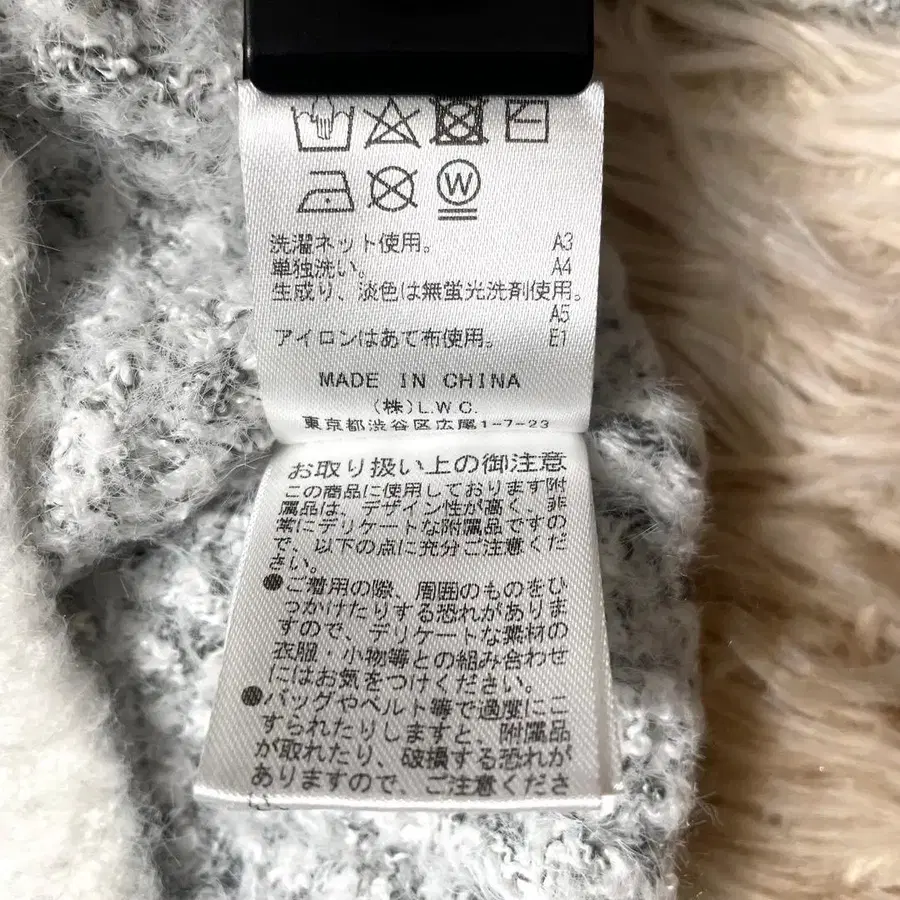 W
洗濯ネット使用。 A3
単独洗い。 A4
生成り、淡色は無蛍光洗剤使用。
A5
アイロンはあて布使用。 E1
MADE IN CHINA
(株)L.W.C.
東京都渋谷区広尾1-7-23
お取り扱い上の御注意
この商品に使用しております附
属品は、デザイン性が高く、非
常にデリケートな附属品ですの
で、以下の点に充分ご注意くだ
さい。
●ご着用の際、周囲のものをひ
っかけたりする恐れがありま
すので、デリケートな素材の
衣服・小物等との組み合わせ
にはお気をつけください。
●バッグやベルト等で過度にこ
すられたりしますと、附属品
が取れたり、破損する恐れが
ありますので、ご注意くださ
い。